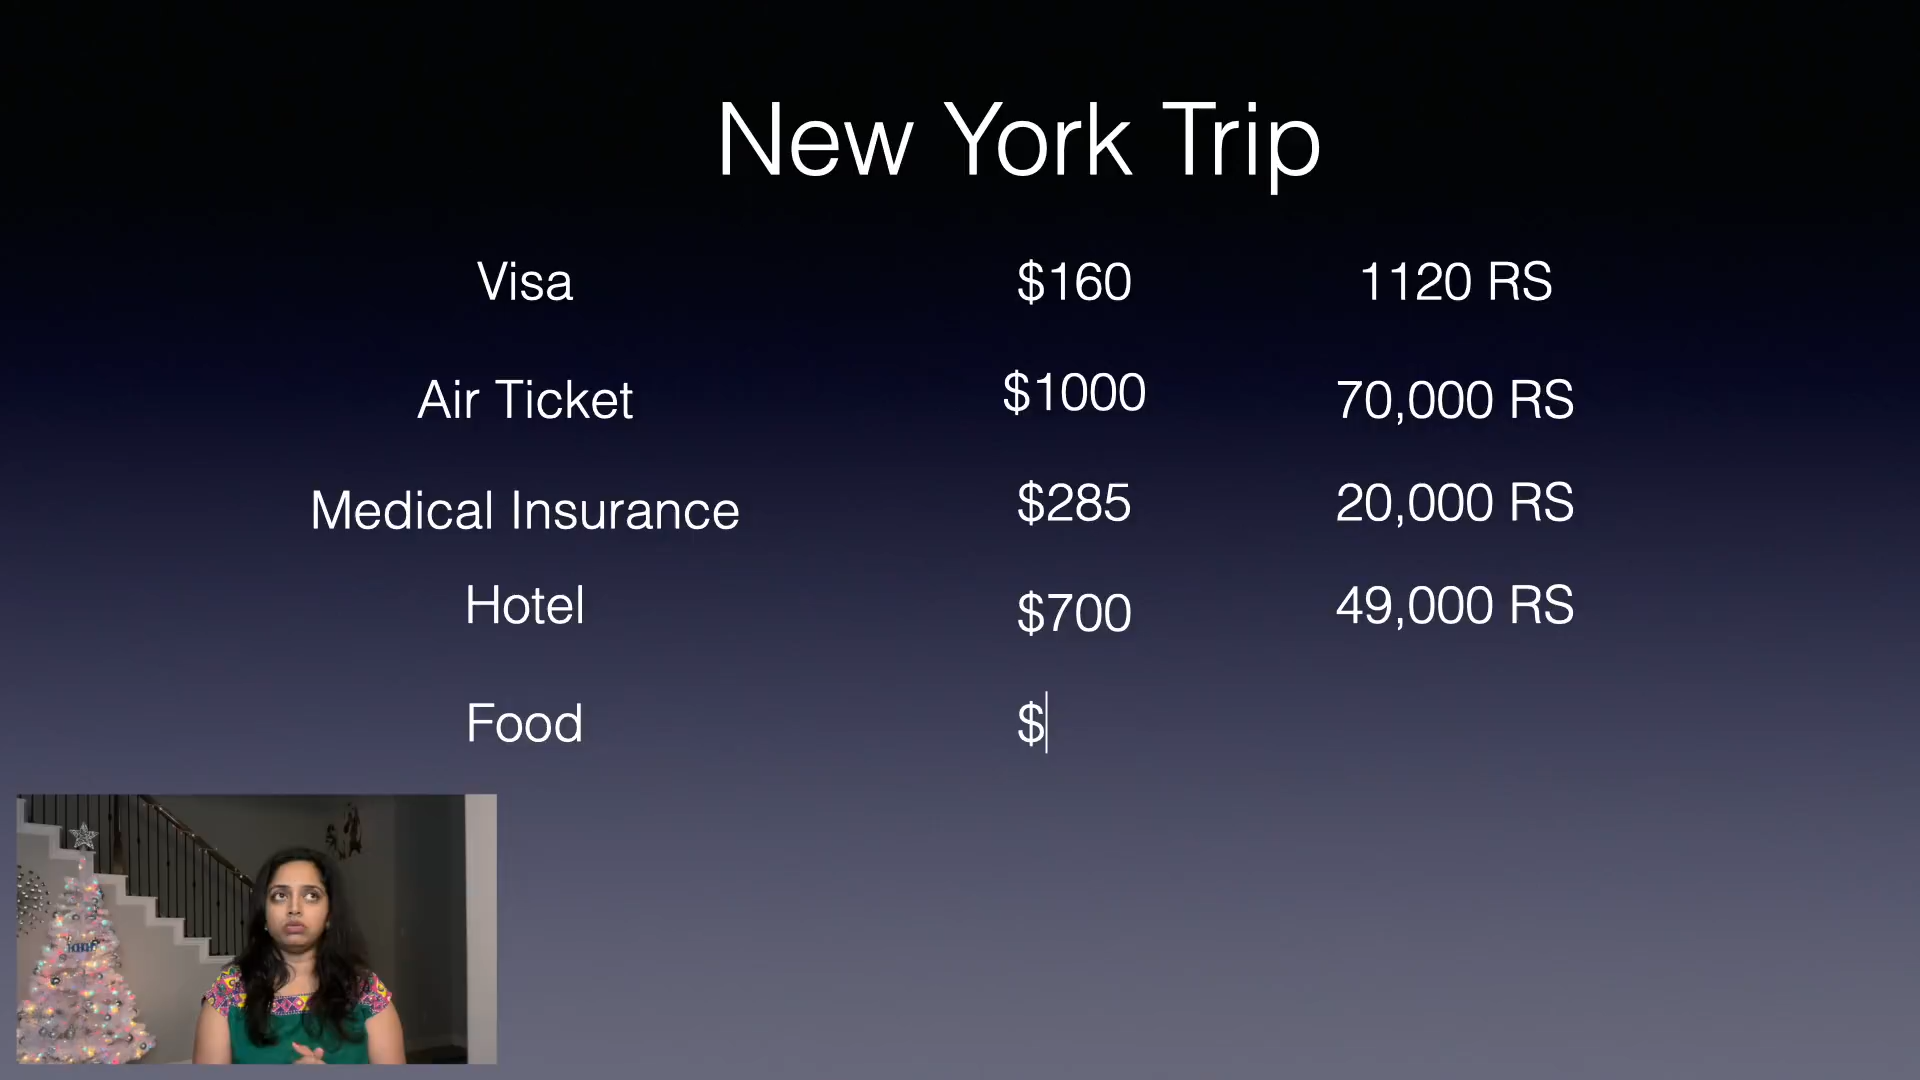 New York Trip
Visa $160 1120 RS
Air Ticket $1000 70,000 RS
Medical Insurance $285 20,000 RS
Hotel $700 49,000 RS
Food $